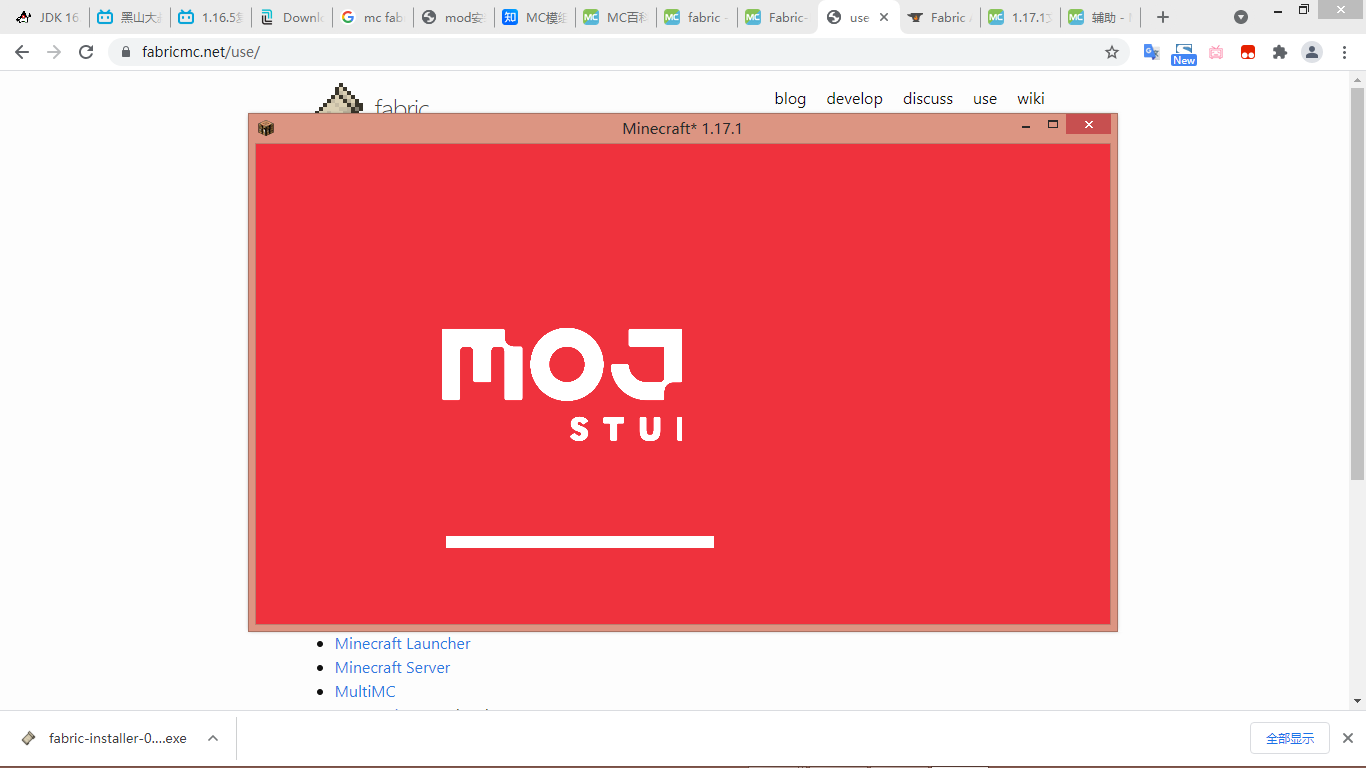 JDK 16
黑山大
1.16.5
Downl
mc fab
mod安
MC模组
MC百科
fabric -
Fabric-
use
Fabric A
1.17.1
辅助 -
fabricmc.net/use/
New
fabric
blog develop discuss use wiki
Minecraft* 1.17.1
MOJ
STU
Minecraft Launcher
Minecraft Server
MultiMC
fabric-installer-0....exe
全部显示